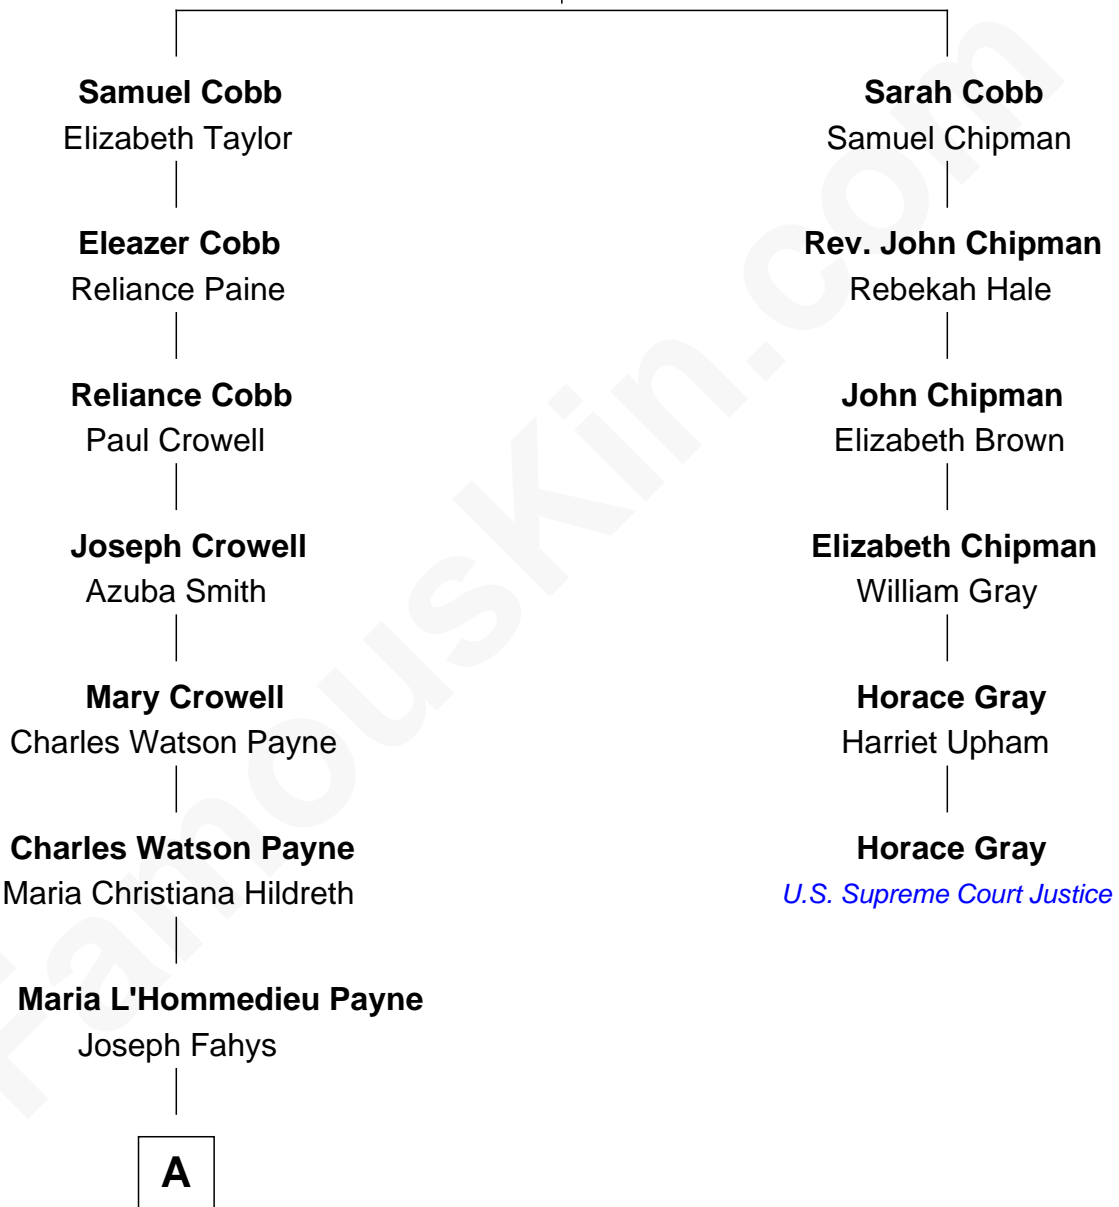 Samuel Cobb
Elizabeth Taylor
Eleazer Cobb
Reliance Paine
Reliance Cobb
Paul Crowell
Joseph Crowell
Azuba Smith
Mary Crowell
Charles Watson Payne
Charles Watson Payne
Maria Christiana Hildreth
Maria L'Hommedieu Payne
Joseph Fahys
A
Sarah Cobb
Samuel Chipman
Rev. John Chipman
Rebekah Hale
John Chipman
Elizabeth Brown
Elizabeth Chipman
William Gray
Horace Gray
Harriet Upham
Horace Gray
U.S. Supreme Court Justice
FamousKin.com